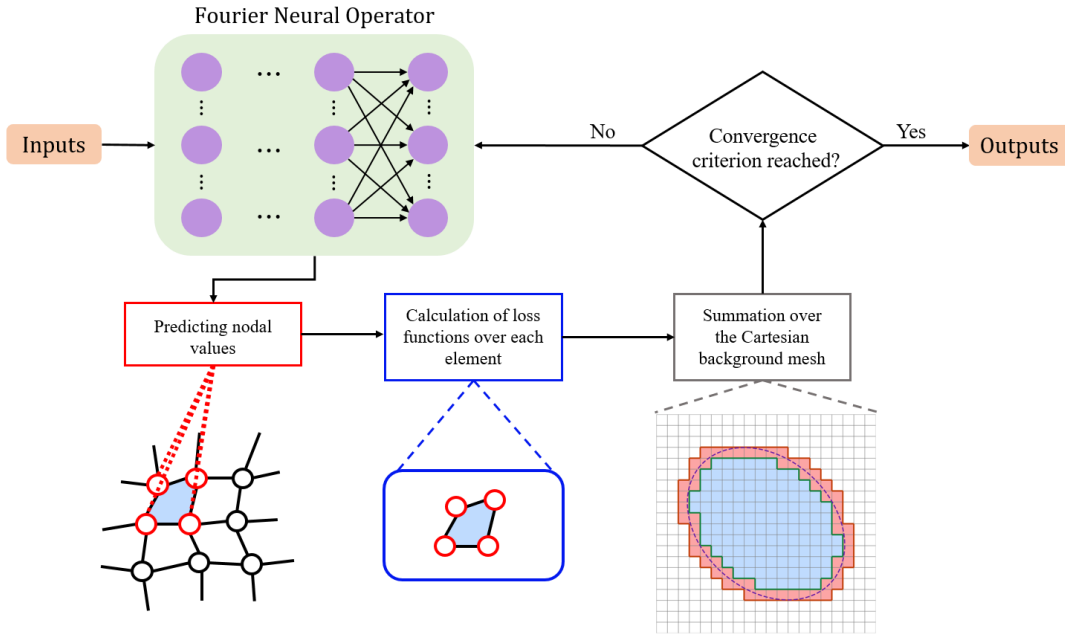 Fourier Neural Operator
Inputs
...
...
...
No
Convergence
criterion reached?
Yes
Outputs
Predicting nodal
values
Calculation of loss
functions over each
element
Summation over
the Cartesian
background mesh